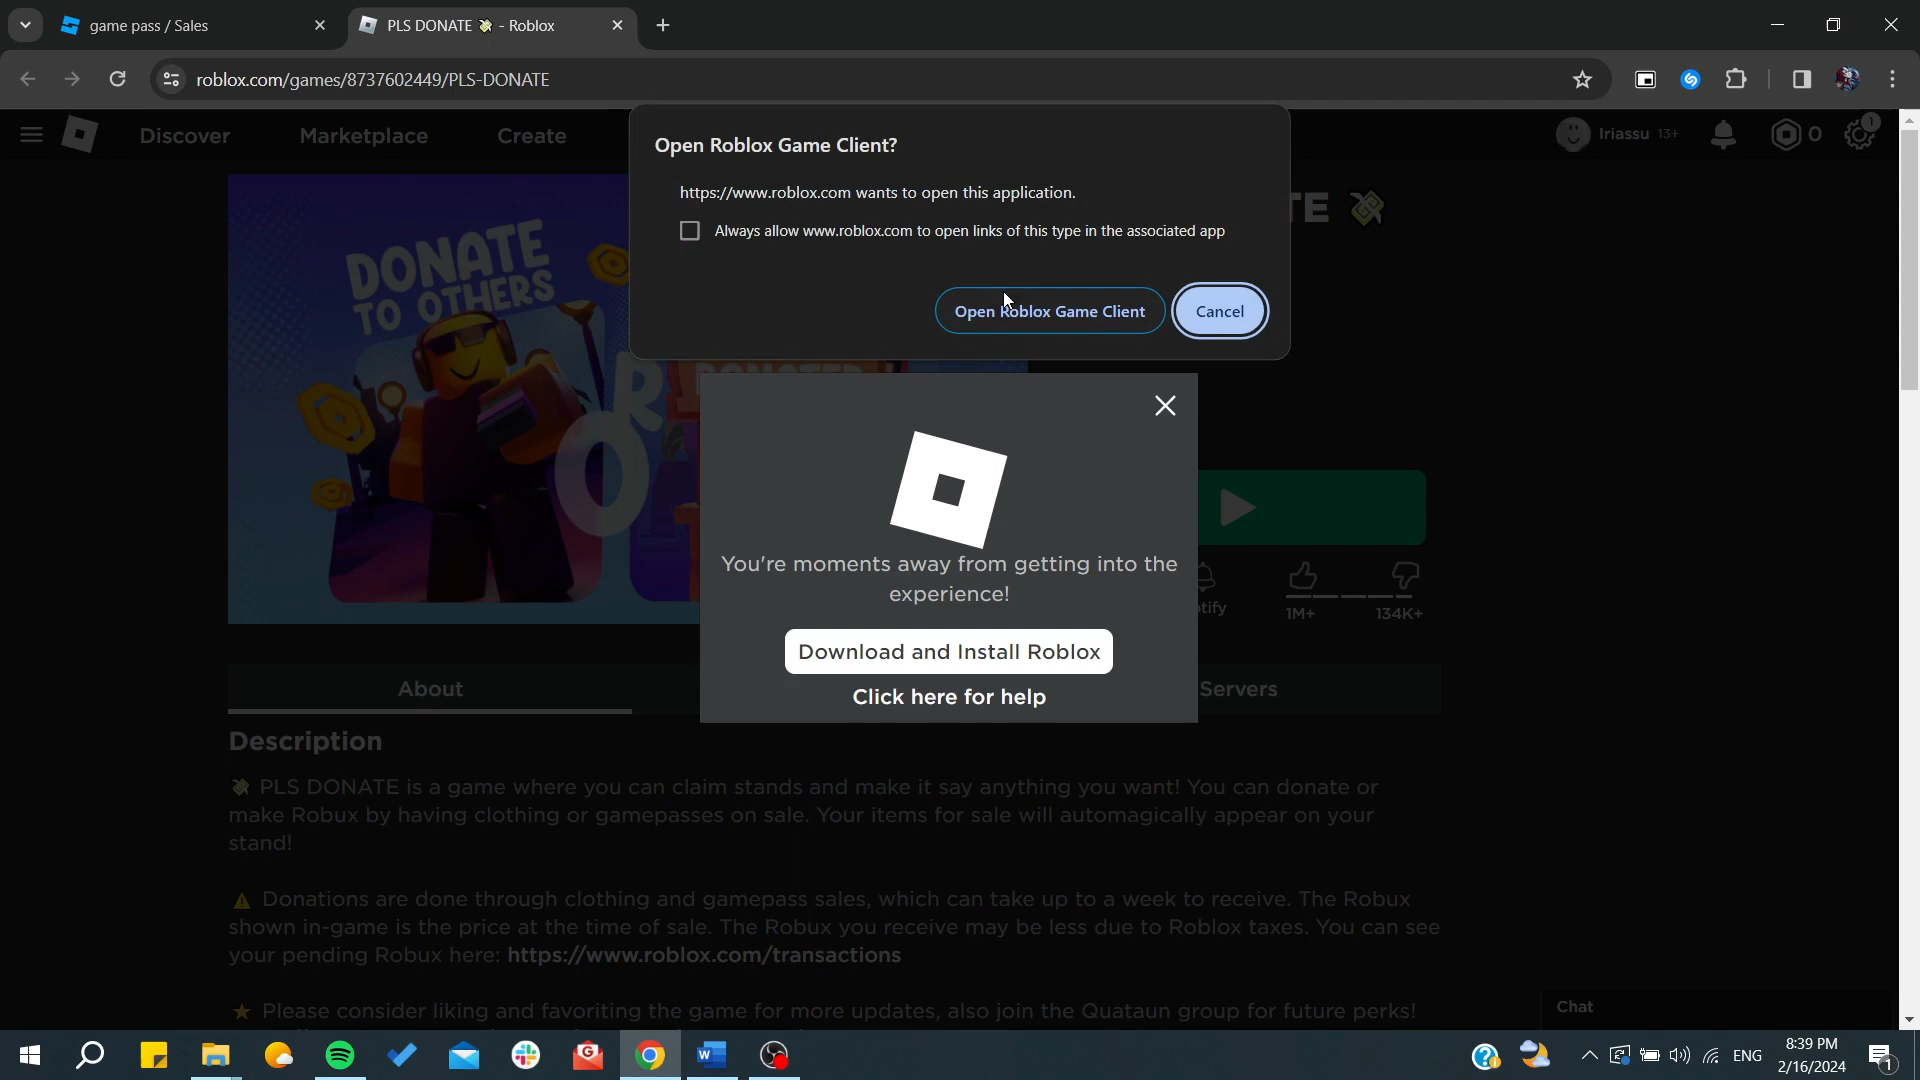 game pass / Sales
PLS DONATE 💸 - Roblox
roblox.com/games/8737602449/PLS-DONATE
Discover
Marketplace
Create
Iriassu 13+
0
1
Open Roblox Game Client?
https://www.roblox.com wants to open this application.
Always allow www.roblox.com to open links of this type in the associated app
Open Roblox Game Client
Cancel
TE 💸
DONATE
TO OTHERS
OR
You're moments away from getting into the
experience!
Download and Install Roblox
Click here for help
tify
1M+
134K+
About
Servers
Description
💸 PLS DONATE is a game where you can claim stands and make it say anything you want! You can donate or
make Robux by having clothing or gamepasses on sale. Your items for sale will automagically appear on your
stand!
⚠ Donations are done through clothing and gamepass sales, which can take up to a week to receive. The Robux
shown in-game is the price at the time of sale. The Robux you receive may be less due to Roblox taxes. You can see
your pending Robux here: https://www.roblox.com/transactions
⭐ Please consider liking and favoriting the game for more updates, also join the Quataun group for future perks!
Chat
ENG
8:39 PM
2/16/2024
1